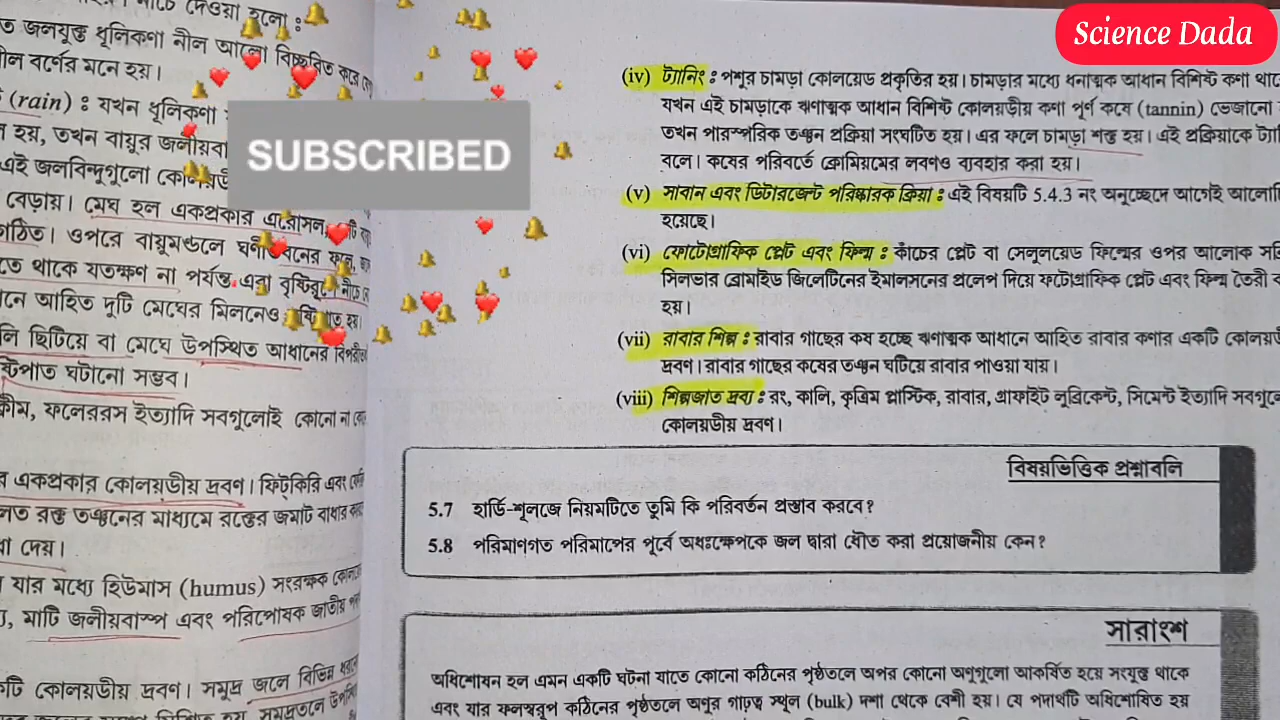 Science Dada
SUBSCRIBED
দেওয়া হলো :
ত জলযুক্ত ধূলিকণা নীল আলো বিচ্ছুরিত করে
নীল বর্ণের মনে হয়।
(rain) : যখন ধূলিকণা
হয়, তখন বায়ুর জলীয়বা
এই জলবিন্দুগুলো
বেড়ায়। মেঘ হল একপ্রকার এরোসল
গঠিত। ওপরে বায়ুমণ্ডলে
তে থাকে যতক্ষণ না পর্যন্ত এরা
নে আহিত দুটি মেঘের মিলনেও
লি ছিটিয়ে বা মেঘে উপস্থিত আধানের বিপরীত
ষ্টিপাত ঘটানো সম্ভব।
ক্রীম, ফলেররস ইত্যাদি সবগুলোই কোনো না
র একপ্রকার কোলয়ডীয় দ্রবণ। ফিট্‌কিরি এবং
রক্ত তঞ্চনের মাধ্যমে রক্তের জমাট বাধার
দেয়।
যার মধ্যে হিউমাস (humus) সংরক্ষক
মাটি জলীয়বাষ্প এবং পরিপোষক জাতীয়
কটি কোলয়ডীয় দ্রবণ। সমুদ্র জলে বিভিন্ন
(iv) ট্যানিং : পশুর চামড়া কোলয়েড প্রকৃতির হয়। চামড়ার মধ্যে ধনাত্মক আধান বিশিষ্ট কণা থাকে
যখন এই চামড়াকে ঋণাত্মক আধান বিশিষ্ট কোলয়ডীয় কণা পূর্ণ কষে (tannin) ভেজানো
তখন পারস্পরিক তঞ্চন প্রক্রিয়া সংঘটিত হয়। এর ফলে চামড়া শক্ত হয়। এই প্রক্রিয়াকে ট্যা
বলে। কষের পরিবর্তে ক্রোমিয়মের লবণও ব্যবহার করা হয়।
(v) সাবান এবং ডিটারজেন্ট পরিষ্কারক ক্রিয়া : এই বিষয়টি 5.4.3 নং অনুচ্ছেদে আগেই আলোচি
হয়েছে।
(vi) ফোটোগ্রাফিক প্লেট এবং ফিল্ম : কাঁচের প্লেট বা সেলুলয়েড ফিল্মের ওপর আলোক
সিলভার ব্রোমাইড জিলেটিনের ইমালসনের প্রলেপ দিয়ে ফটোগ্রাফিক প্লেট এবং ফিল্ম তৈরী
হয়।
(vii) রাবার শিল্প : রাবার গাছের কষ হচ্ছে ঋণাত্মক আধানে আহিত রাবার কণার একটি কোলয়ডী
দ্রবণ। রাবার গাছের কষের তঞ্চন ঘটিয়ে রাবার পাওয়া যায়।
(viii) শিল্পজাত দ্রব্য : রং, কালি, কৃত্রিম প্লাস্টিক, রাবার, গ্রাফাইট লুব্রিকেন্ট, সিমেন্ট ইত্যাদি সবগুলো
কোলয়ডীয় দ্রবণ।
বিষয়ভিত্তিক প্রশ্নাবলি
5.7 হার্ডি-শূলজে নিয়মটিতে তুমি কি পরিবর্তন প্রস্তাব করবে?
5.8 পরিমাণগত পরিমাপের পূর্বে অধঃক্ষেপকে জল দ্বারা ধৌত করা প্রয়োজনীয় কেন?
সারাংশ
অধিশোষন হল এমন একটি ঘটনা যাতে কোনো কঠিনের পৃষ্ঠতলে অপর কোনো অণুগুলো আকর্ষিত হয়ে সংযুক্ত থাকে
এবং যার ফলস্বরূপ কঠিনের পৃষ্ঠতলে অণুর গাঢ়ত্ব স্থূল (bulk) দশা থেকে বেশী হয়। যে পদার্থটি অধিশোষিত হয়